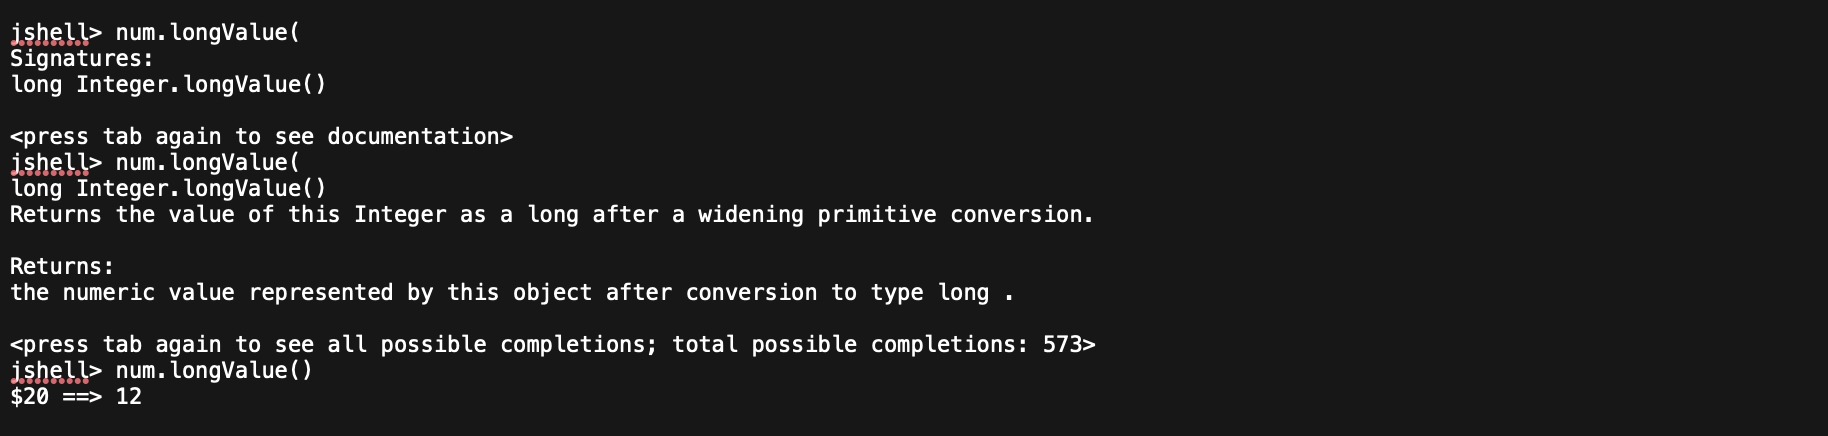 jshell> num.longValue(
Signatures:
long Integer.longValue()
<press tab again to see documentation>
jshell> num.longValue(
long Integer.longValue()
Returns the value of this Integer as a long after a widening primitive conversion.
Returns:
the numeric value represented by this object after conversion to type long .
<press tab again to see all possible completions; total possible completions: 573>
jshell> num.longValue()
$20 ==> 12